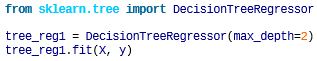 from sklearn.tree import DecisionTreeRegressor
tree_reg1 = DecisionTreeRegressor(max_depth=2)
tree_reg1.fit(X, y)